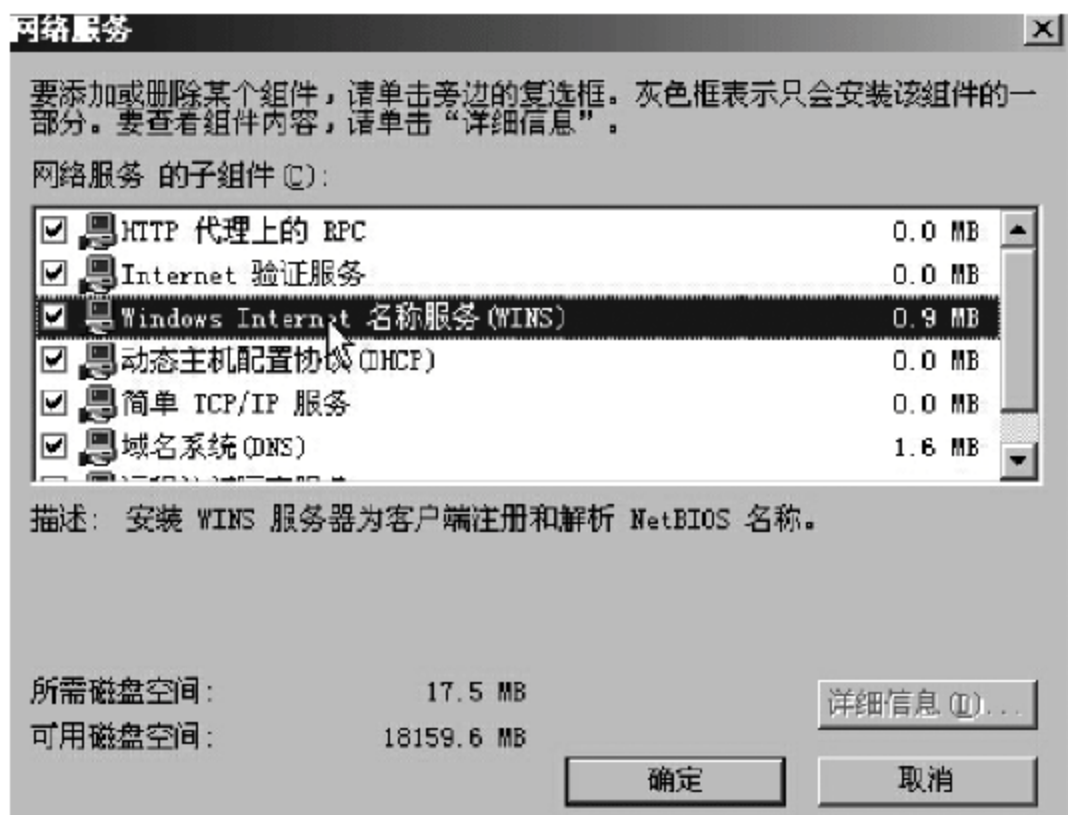 网络服务
要添加或删除某个组件，请单击旁边的复选框。灰色框表示只会安装该组件的一
部分。要查看组件内容，请单击“详细信息”。
网络服务 的子组件(C):
HTTP 代理上的 RPC 0.0 MB
Internet 验证服务 0.0 MB
Windows Internet 名称服务(WINS) 0.9 MB
动态主机配置协议(DHCP) 0.0 MB
简单 TCP/IP 服务 0.0 MB
域名系统(DNS) 1.6 MB
描述: 安装 WINS 服务器为客户端注册和解析 NetBIOS 名称。
所需磁盘空间: 17.5 MB
详细信息(D)...
可用磁盘空间: 18159.6 MB
确定 取消